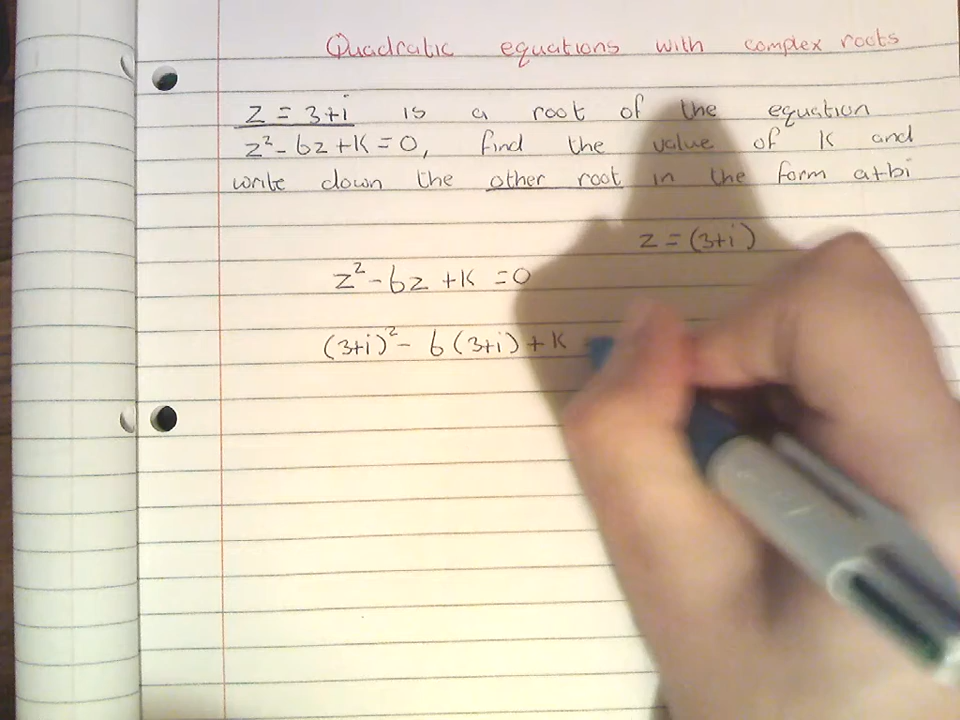 Quadratic equations with complex roots
z = 3+i is a root of the equation
z² - 6z + K = 0, find the value of K and
write down the other root in the form a+bi
z = (3+i)
z² - 6z + K = 0
(3+i)² - 6(3+i) + K